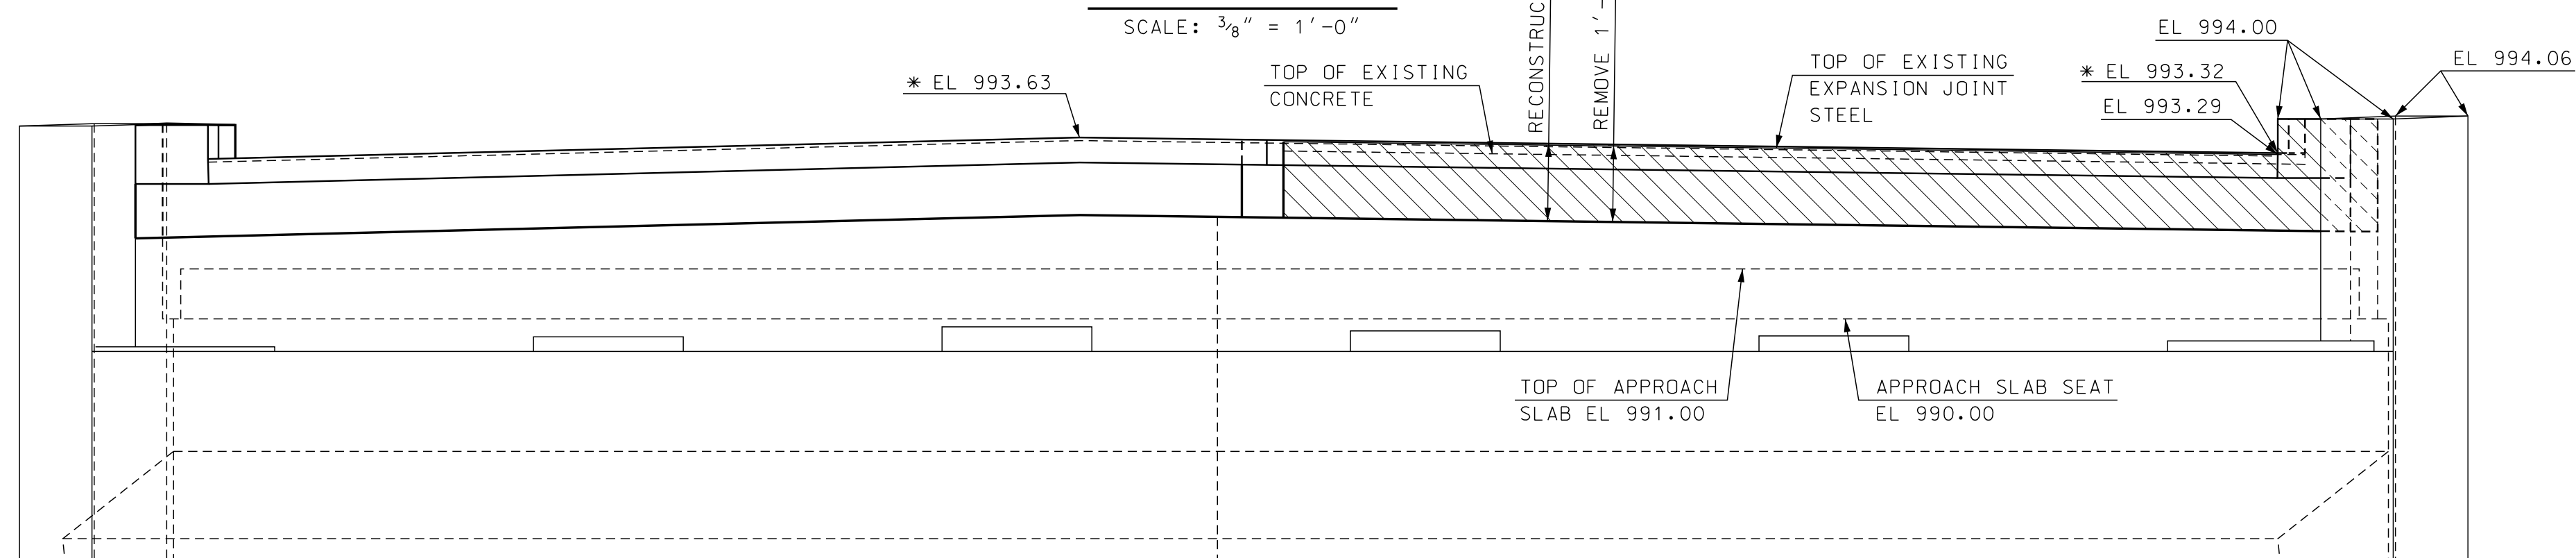 SCALE: 3/8" = 1'-0"
EL 994.00
EL 994.06
* EL 993.63
TOP OF EXISTING
CONCRETE
RECONSTRUC
REMOVE 1'-
TOP OF EXISTING
EXPANSION JOINT
STEEL
* EL 993.32
EL 993.29
TOP OF APPROACH
SLAB EL 991.00
APPROACH SLAB SEAT
EL 990.00